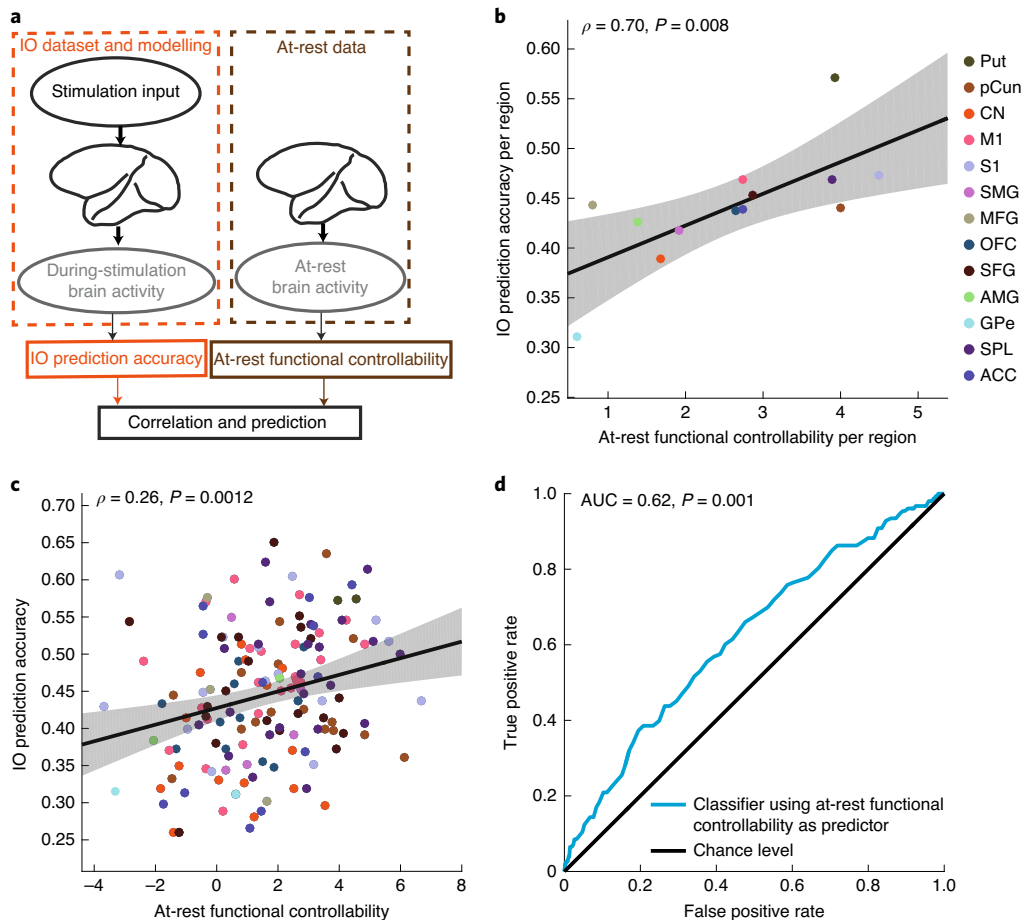 a
IO dataset and modelling
At-rest data
Stimulation input
During-stimulation
brain activity
At-rest
brain activity
IO prediction accuracy
At-rest functional controllability
Correlation and prediction
b
ρ = 0.70, P = 0.008
IO prediction accuracy per region
0.60
0.55
0.50
0.45
0.40
0.35
0.30
0.25
1 2 3 4 5
At-rest functional controllability per region
Put
pCun
CN
M1
S1
SMG
MFG
OFC
SFG
AMG
GPe
SPL
ACC
c
ρ = 0.26, P = 0.0012
IO prediction accuracy
0.70
0.65
0.60
0.55
0.50
0.45
0.40
0.35
0.30
0.25
−4 −2 0 2 4 6 8
At-rest functional controllability
d
AUC = 0.62, P = 0.001
True positive rate
1.0
0.8
0.6
0.4
0.2
0
Classifier using at-rest functional
controllability as predictor
Chance level
0 0.2 0.4 0.6 0.8 1.0
False positive rate